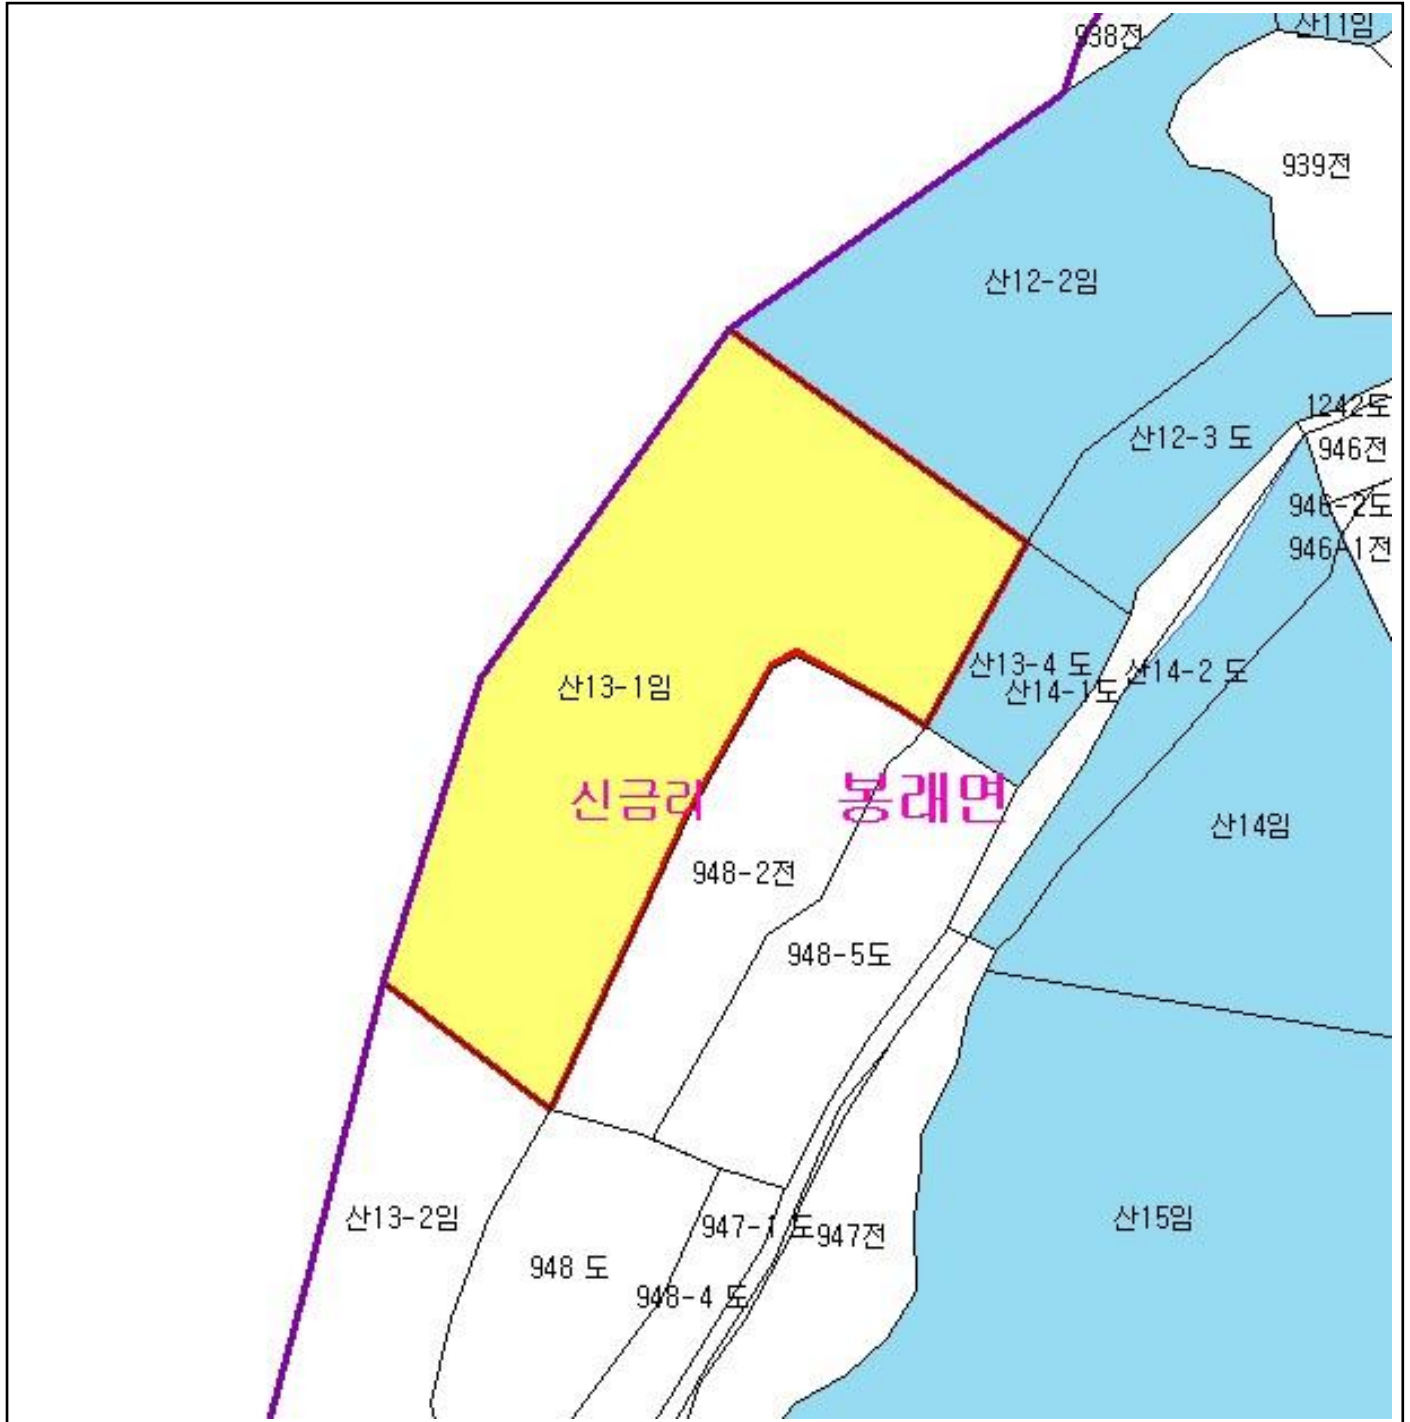 938전
산11임
939전
산12-2임
1242도
산12-3 도
946전
946-2도
946-1전
산13-4 도
산14-2 도
산13-1임
산14-1도
신금리
봉래면
산14임
948-2전
948-5도
산13-2임
산15임
947-1 도
947전
948 도
948-4 도